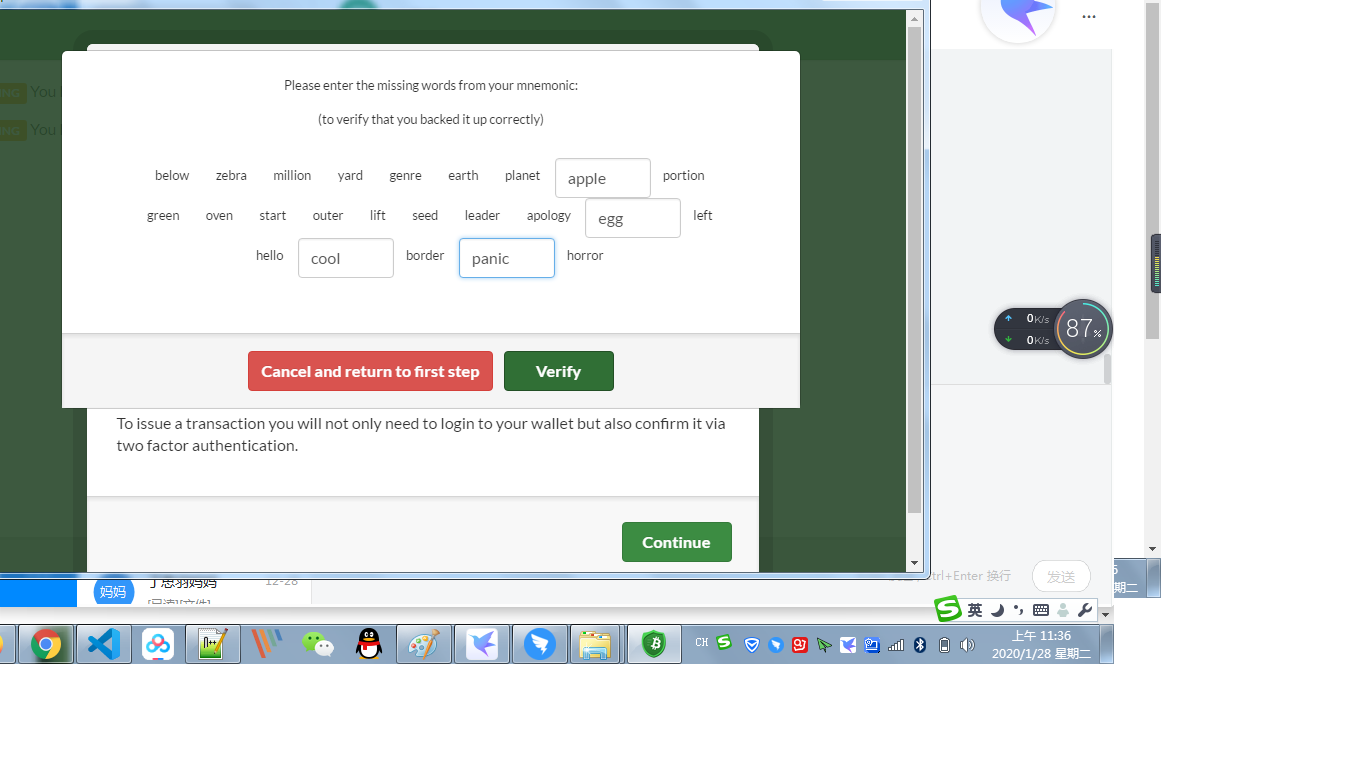 Please enter the missing words from your mnemonic:
(to verify that you backed it up correctly)
below zebra million yard genre earth planet apple portion
green oven start outer lift seed leader apology egg left
hello cool border panic horror
Cancel and return to first step Verify
To issue a transaction you will not only need to login to your wallet but also confirm it via
two factor authentication.
Continue
You
You
0K/s
87%
0K/s
妈妈
12-28
trl+Enter 换行
发送
期二
英
CH
上午 11:36
2020/1/28 星期二